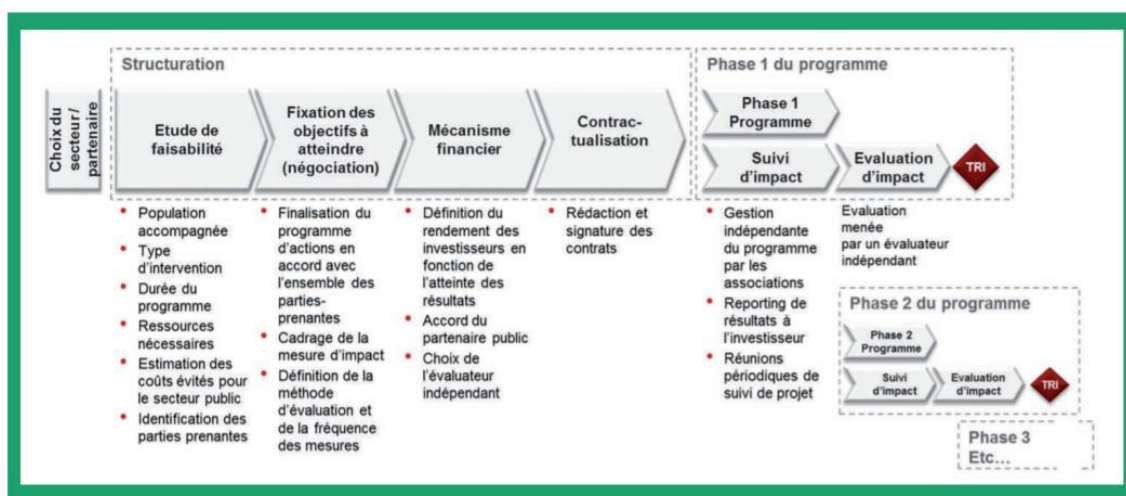 Structuration
Choix du
secteur /
partenaire
Etude de
faisabilité
Fixation des
objectifs à
atteindre
(négociation)
Mécanisme
financier
Contrac-
tualisation
• Population
accompagnée
• Type
d'intervention
• Durée du
programme
• Ressources
nécessaires
• Estimation des
coûts évités pour
le secteur public
• Identification des
parties prenantes
• Finalisation du
programme
d'actions en
accord avec
l'ensemble des
parties-
prenantes
• Cadrage de la
mesure d'impact
• Définition de la
méthode
d'évaluation et
de la fréquence
des mesures
• Définition du
rendement des
investisseurs en
fonction de
l'atteinte des
résultats
• Accord du
partenaire public
• Choix de
l'évaluateur
indépendant
• Rédaction et
signature des
contrats
Phase 1 du programme
Phase 1
Programme
Suivi
d'impact
Evaluation
d'impact
TRI
• Gestion
indépendante
du programme
par les
associations
• Reporting de
résultats à
l'investisseur
• Réunions
périodiques de
suivi de projet
Evaluation
menée
par un évaluateur
indépendant
Phase 2 du programme
Phase 2
Programme
Suivi
d'impact
Evaluation
d'impact
TRI
Phase 3
Etc...